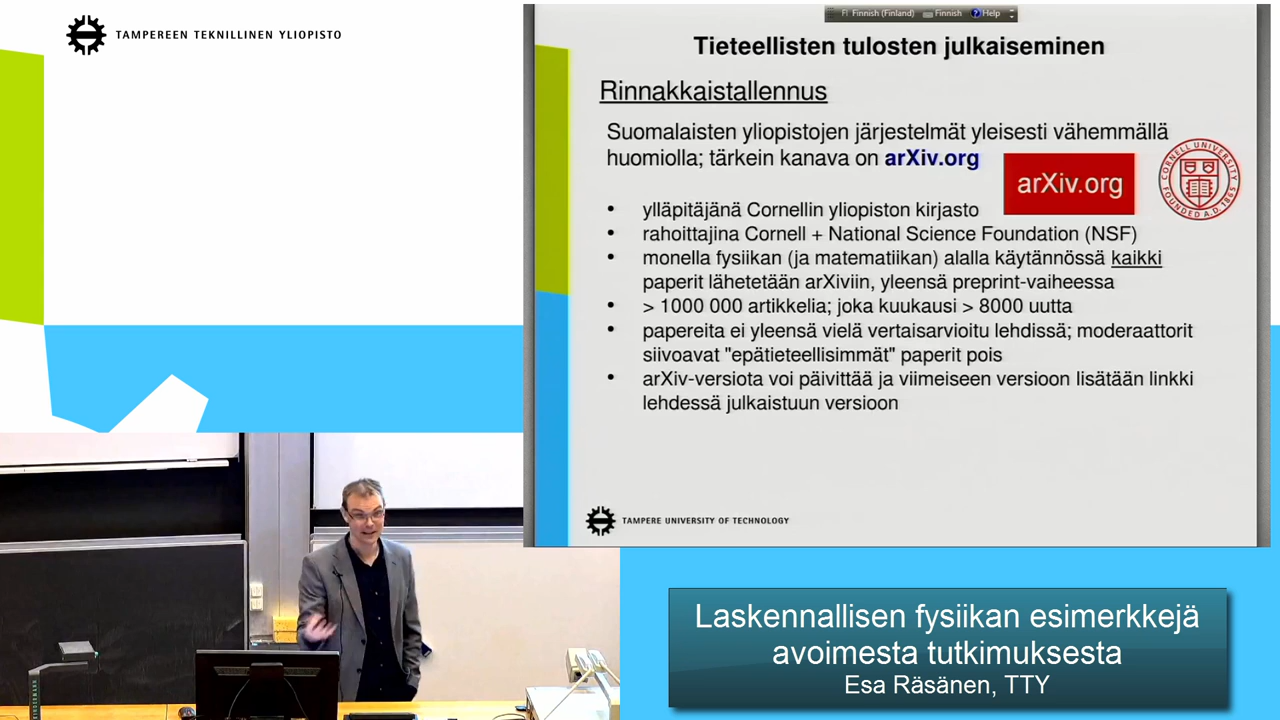 TAMPEREEN TEKNILLINEN YLIOPISTO
FI Finnish (Finland) Finnish Help
Tieteellisten tulosten julkaiseminen
Rinnakkaistallennus
Suomalaisten yliopistojen järjestelmät yleisesti vähemmällä
huomiolla; tärkein kanava on arXiv.org
arXiv.org
CORNELL UNIVERSITY
FOUNDED A.D. 1865
• ylläpitäjänä Cornellin yliopiston kirjasto
• rahoittajina Cornell + National Science Foundation (NSF)
• monella fysiikan (ja matematiikan) alalla käytännössä kaikki
paperit lähetetään arXiviin, yleensä preprint-vaiheessa
• > 1000 000 artikkelia; joka kuukausi > 8000 uutta
• papereita ei yleensä vielä vertaisarvioitu lehdissä; moderaattorit
siivoavat "epätieteellisimmät" paperit pois
• arXiv-versiota voi päivittää ja viimeiseen versioon lisätään linkki
lehdessä julkaistuun versioon
TAMPERE UNIVERSITY OF TECHNOLOGY
Laskennallisen fysiikan esimerkkejä
avoimesta tutkimuksesta
Esa Räsänen, TTY